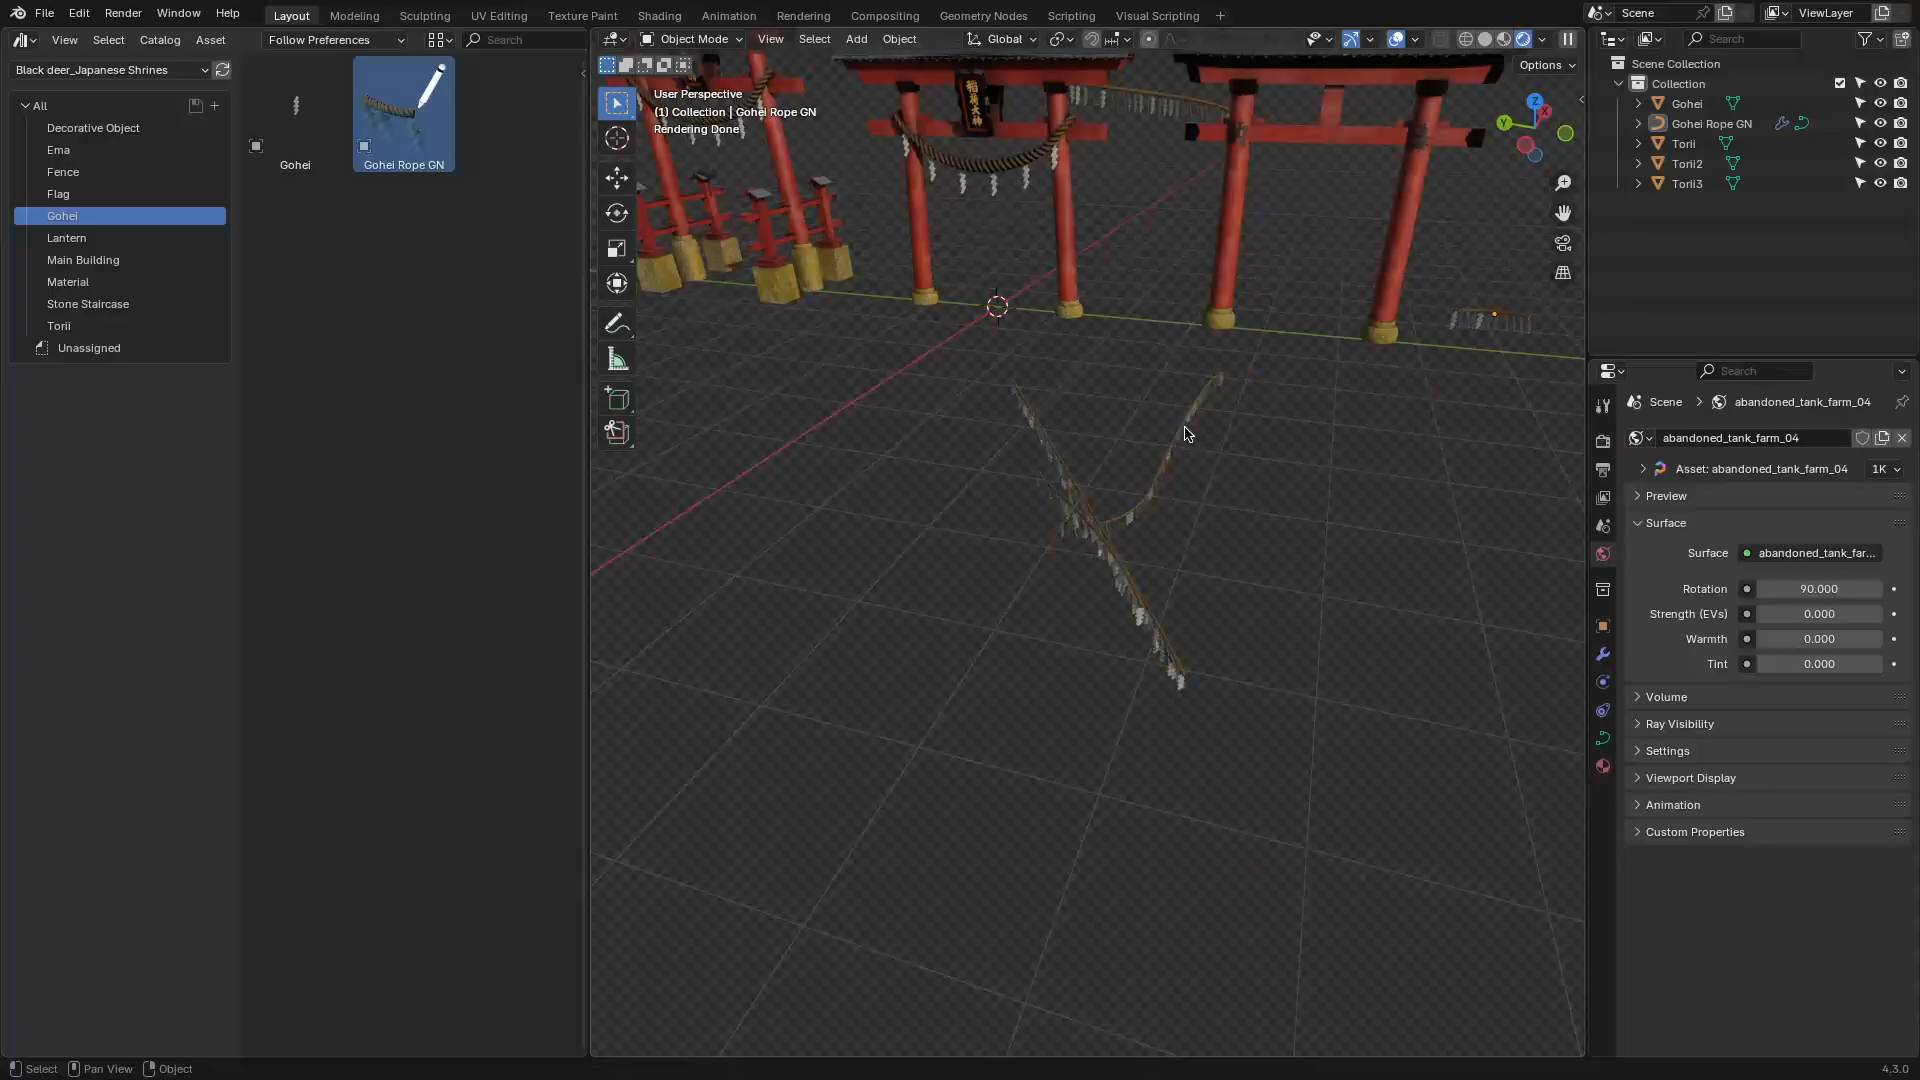 File Edit Render Window Help
Layout Modeling Sculpting UV Editing Texture Paint Shading Animation Rendering Compositing Geometry Nodes Scripting Visual Scripting +
Scene
ViewLayer
View Select Catalog Asset
Follow Preferences
Search
Black deer_Japanese Shrines
All
Decorative Object
Ema
Fence
Flag
Gohei
Lantern
Main Building
Material
Stone Staircase
Torii
Unassigned
Gohei
Gohei Rope GN
Object Mode
View Select Add Object
Global
Options
User Perspective
(1) Collection | Gohei Rope GN
Rendering Done
稲荷大神
Z
Y
X
Search
Scene Collection
Collection
Gohei
Gohei Rope GN
Torii
Torii2
Torii3
Search
Scene > abandoned_tank_farm_04
abandoned_tank_farm_04
Asset: abandoned_tank_farm_04 1K
Preview
Surface
Surface abandoned_tank_far...
Rotation 90.000
Strength (EVs) 0.000
Warmth 0.000
Tint 0.000
Volume
Ray Visibility
Settings
Viewport Display
Animation
Custom Properties
Select Pan View Object
4.3.0